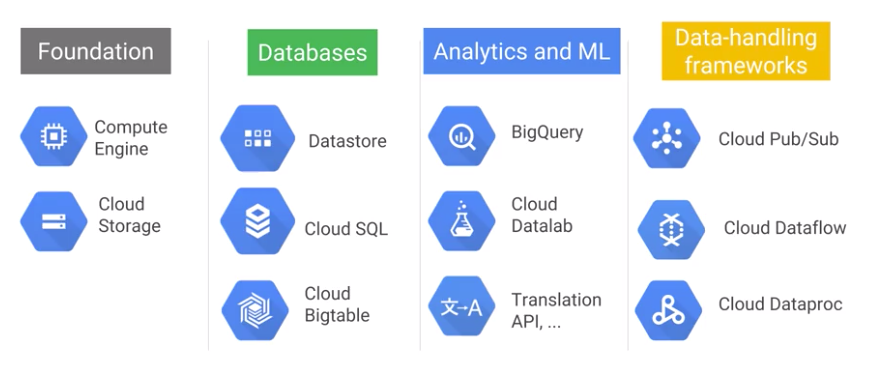 Foundation
Compute
Engine
Cloud
Storage
Databases
Datastore
Cloud SQL
Cloud
Bigtable
Analytics and ML
BigQuery
Cloud
Datalab
文→A
Translation
API, ...
Data-handling
frameworks
Cloud Pub/Sub
Cloud Dataflow
Cloud Dataproc